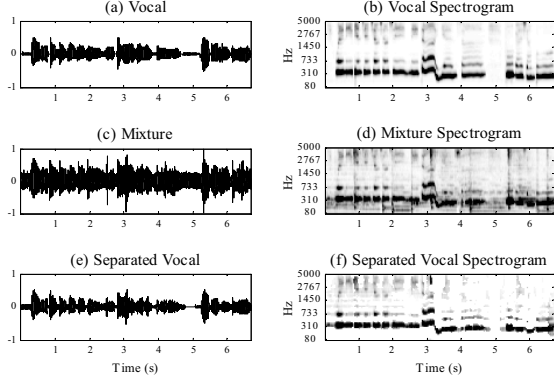 (a) Vocal
1
0
-1
1 2 3 4 5 6
(b) Vocal Spectrogram
Hz
5000
2767
1450
733
310
80
1 2 3 4 5 6
(c) Mixture
1
0
-1
1 2 3 4 5 6
(d) Mixture Spectrogram
Hz
5000
2767
1450
733
310
80
1 2 3 4 5 6
(e) Separated Vocal
1
0
-1
1 2 3 4 5 6
Time (s)
(f) Separated Vocal Spectrogram
Hz
5000
2767
1450
733
310
80
1 2 3 4 5 6
Time (s)